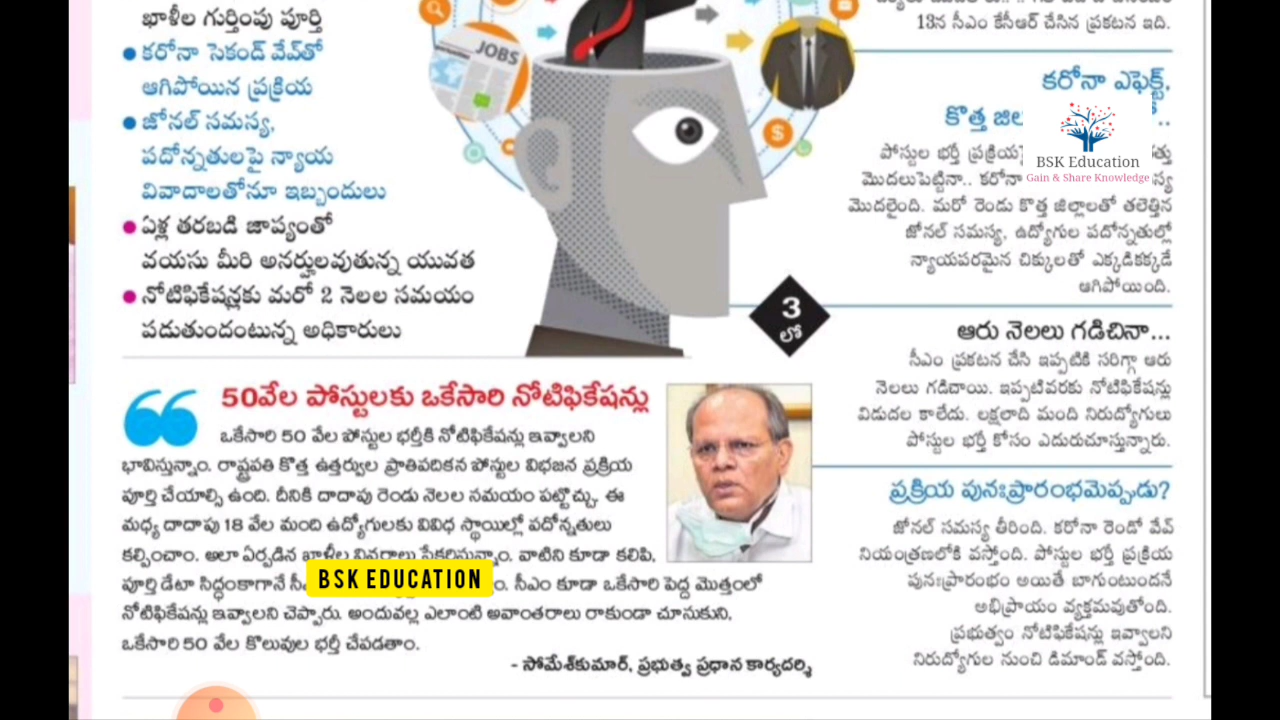 ఖాళీల గుర్తింపు పూర్తి
• కరోనా సెకండ్ వేవ్‌తో
ఆగిపోయిన ప్రక్రియ
• జోనల్ సమస్య,
పదోన్నతులపై న్యాయ
వివాదాలతోనూ ఇబ్బందులు
• ఏళ్ల తరబడి జాప్యంతో
వయసు మీరి అనర్హులవుతున్న యువత
• నోటిఫికేషన్లకు మరో 2 నెలల సమయం
పడుతుందంటున్న అధికారులు
JOBS
$
3
లో
13న సీఎం కేసీఆర్ చేసిన ప్రకటన ఇది.
కరోనా ఎఫెక్ట్,
కొత్త
పోస్టుల భర్తీ
మొదలుపెట్టినా.. కరోనా
మొదలైంది. మరో రెండు కొత్త జిల్లాలతో తలెత్తిన
జోనల్ సమస్య, ఉద్యోగుల పదోన్నతుల్లో
న్యాయపరమైన చిక్కులతో ఎక్కడికక్కడే
ఆగిపోయింది.
BSK Education
Gain & Share Knowledge
ఆరు నెలలు గడిచినా...
సీఎం ప్రకటన చేసి ఇప్పటికి సరిగ్గా ఆరు
నెలలు గడిచాయి. ఇప్పటివరకు నోటిఫికేషన్లు
విడుదల కాలేదు. లక్షలాది మంది నిరుద్యోగులు
పోస్టుల భర్తీ కోసం ఎదురుచూస్తున్నారు.
ప్రక్రియ పునఃప్రారంభమెప్పుడు?
జోనల్ సమస్య తీరింది. కరోనా రెండో వేవ్
నియంత్రణలోకి వస్తోంది. పోస్టుల భర్తీ ప్రక్రియ
పునఃప్రారంభం అయితే బాగుంటుందనే
అభిప్రాయం వ్యక్తమవుతోంది.
ప్రభుత్వం నోటిఫికేషన్లు ఇవ్వాలని
నిరుద్యోగుల నుంచి డిమాండ్ వస్తోంది.
50వేల పోస్టులకు ఒకేసారి నోటిఫికేషన్లు
ఒకేసారి 50 వేల పోస్టుల భర్తీకి నోటిఫికేషన్లు ఇవ్వాలని
భావిస్తున్నాం. రాష్ట్రపతి కొత్త ఉత్తర్వుల ప్రాతిపదికన పోస్టుల విభజన ప్రక్రియ
పూర్తి చేయాల్సి ఉంది. దీనికి దాదాపు రెండు నెలల సమయం పట్టొచ్చు. ఈ
మధ్య దాదాపు 18 వేల మంది ఉద్యోగులకు వివిధ స్థాయిల్లో పదోన్నతులు
కల్పించాం. అలా ఏర్పడిన ఖాళీల వివరాలు సేకరిస్తున్నాం. వాటిని కూడా కలిపి,
పూర్తి డేటా సిద్ధంకాగానే సీఎం కూడా ఒకేసారి పెద్ద మొత్తంలో
నోటిఫికేషన్లు ఇవ్వాలని చెప్పారు. అందువల్ల ఎలాంటి అవాంతరాలు రాకుండా చూసుకుని,
ఒకేసారి 50 వేల కొలువుల భర్తీ చేపడతాం.
- సోమేశ్‌కుమార్, ప్రభుత్వ ప్రధాన కార్యదర్శి
BSK EDUCATION